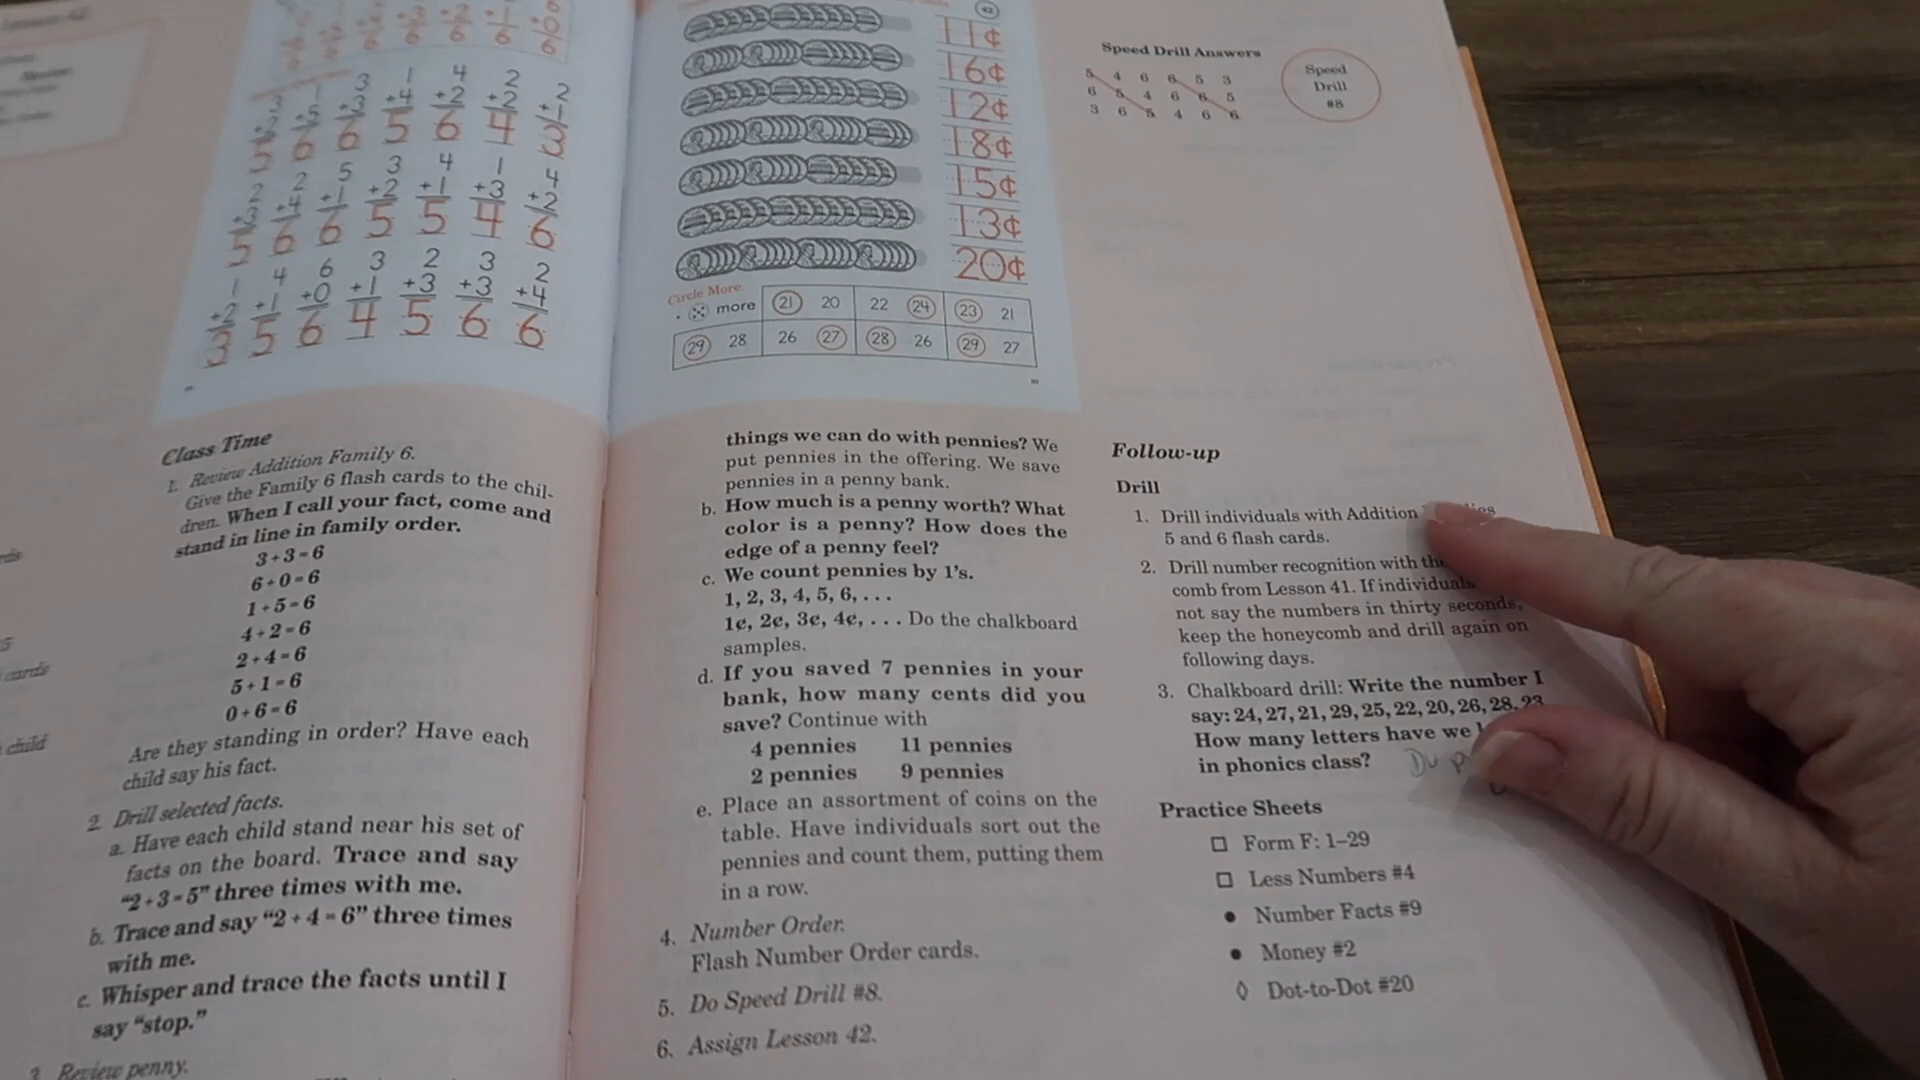 3 1 4 2 2
+3 +4 +2 +2 +1
6 5 6 4 3
2 2 5 3 4 1 4
+3 +4 +1 +2 +1 +3 +2
5 6 6 5 5 4 6
1 4 6 3 2 3 2
+2 +1 +0 +1 +3 +3 +4
3 5 6 4 5 6 6
Class Time
1. Review Addition Family 6.
Give the Family 6 flash cards to the chil-
dren. When I call your fact, come and
stand in line in family order.
3+3=6
6+0=6
1+5=6
4+2=6
2+4=6
5+1=6
0+6=6
Are they standing in order? Have each
child say his fact.
2. Drill selected facts.
a. Have each child stand near his set of
facts on the board. Trace and say
"2+3=5" three times with me.
b. Trace and say "2+4=6" three times
with me.
c. Whisper and trace the facts until I
say "stop."
3. Review penny.
42
11¢
16¢
12¢
18¢
15¢
13¢
20¢
Circle More.
more 21 20 22 24 23 21
29 28 26 27 28 26 29 27
things we can do with pennies? We
put pennies in the offering. We save
pennies in a penny bank.
b. How much is a penny worth? What
color is a penny? How does the
edge of a penny feel?
c. We count pennies by 1's.
1, 2, 3, 4, 5, 6, . . .
1¢, 2¢, 3¢, 4¢, . . . Do the chalkboard
samples.
d. If you saved 7 pennies in your
bank, how many cents did you
save? Continue with
4 pennies 11 pennies
2 pennies 9 pennies
e. Place an assortment of coins on the
table. Have individuals sort out the
pennies and count them, putting them
in a row.
4. Number Order.
Flash Number Order cards.
5. Do Speed Drill #8.
6. Assign Lesson 42.
Speed Drill Answers
5 4 6 6 5 3
6 5 4 6 6 5
3 6 5 4 6 6
Speed
Drill
#8
Follow-up
Drill
1. Drill individuals with Addition
5 and 6 flash cards.
2. Drill number recognition with the
comb from Lesson 41. If individuals
not say the numbers in thirty seconds,
keep the honeycomb and drill again on
following days.
3. Chalkboard drill: Write the number I
say: 24, 27, 21, 29, 25, 22, 20, 26, 28, 23
How many letters have we
in phonics class?
Practice Sheets
□ Form F: 1–29
□ Less Numbers #4
• Number Facts #9
• Money #2
◊ Dot-to-Dot #20